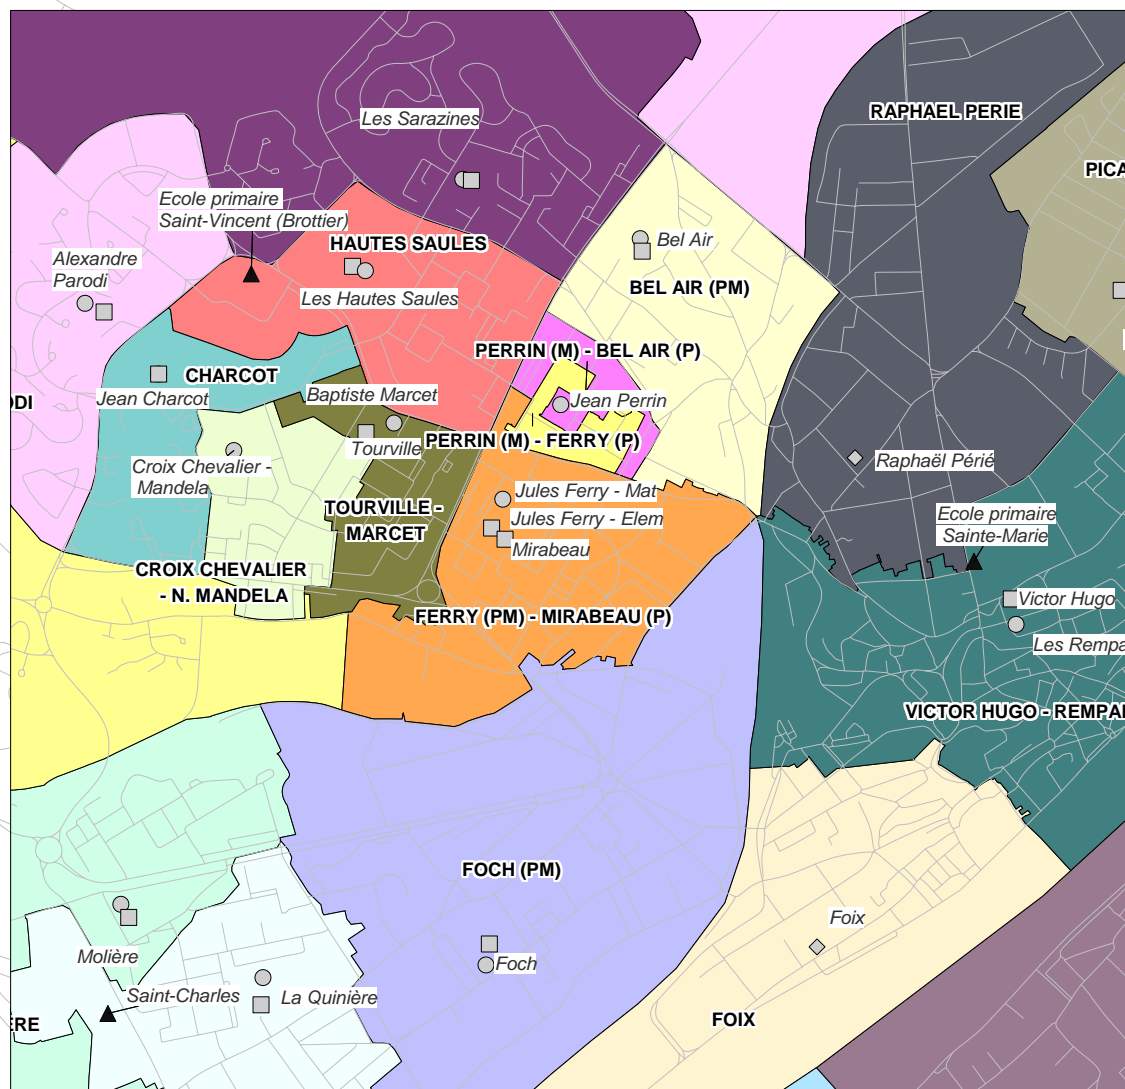 RAPHAEL PERIE
Les Sarazines
PICA
Ecole primaire
Saint-Vincent (Brottier)
HAUTES SAULES
Bel Air
Alexandre
Parodi
Les Hautes Saules
BEL AIR (PM)
PERRIN (M) - BEL AIR (P)
CHARCOT
Jean Charcot
Baptiste Marcet
Jean Perrin
ODI
Tourville
PERRIN (M) - FERRY (P)
Croix Chevalier -
Mandela
Raphaël Périé
Jules Ferry - Mat
TOURVILLE -
MARCET
Jules Ferry - Elem
Mirabeau
Ecole primaire
Sainte-Marie
CROIX CHEVALIER
- N. MANDELA
Victor Hugo
FERRY (PM) - MIRABEAU (P)
Les Rempa
VICTOR HUGO - REMPAR
FOCH (PM)
Foix
Molière
Foch
Saint-Charles
La Quinière
ÈRE
FOIX